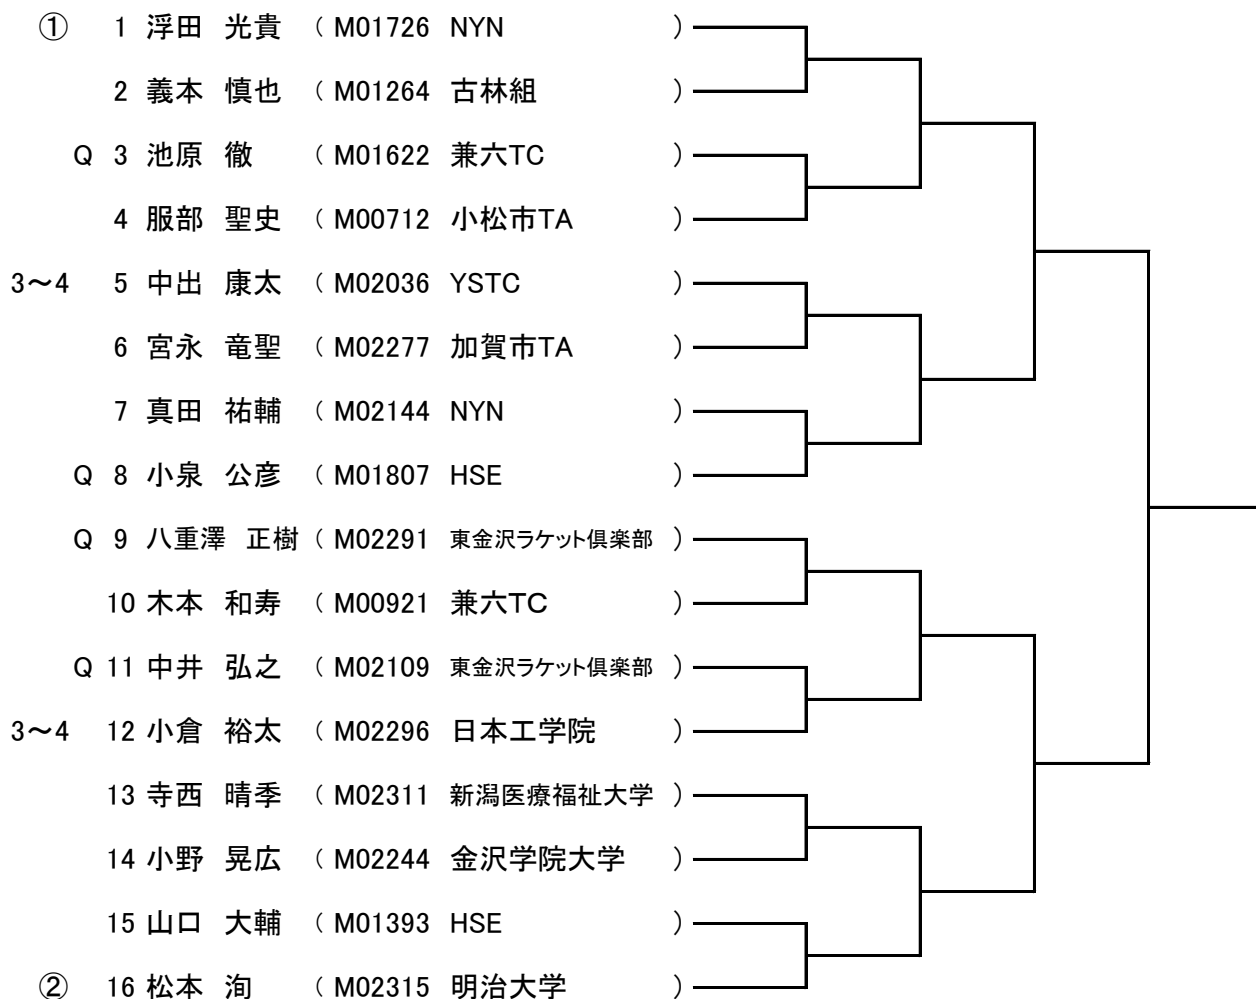 ① 1 浮田 光貴 ( M01726 NYN )
2 義本 慎也 ( M01264 古林組 )
Q 3 池原 徹 ( M01622 兼六TC )
4 服部 聖史 ( M00712 小松市TA )
3～4 5 中出 康太 ( M02036 YSTC )
6 宮永 竜聖 ( M02277 加賀市TA )
7 真田 祐輔 ( M02144 NYN )
Q 8 小泉 公彦 ( M01807 HSE )
Q 9 八重澤 正樹 ( M02291 東金沢ラケット倶楽部 )
10 木本 和寿 ( M00921 兼六TC )
Q 11 中井 弘之 ( M02109 東金沢ラケット倶楽部 )
3～4 12 小倉 裕太 ( M02296 日本工学院 )
13 寺西 晴季 ( M02311 新潟医療福祉大学 )
14 小野 晃広 ( M02244 金沢学院大学 )
15 山口 大輔 ( M01393 HSE )
② 16 松本 洵 ( M02315 明治大学 )